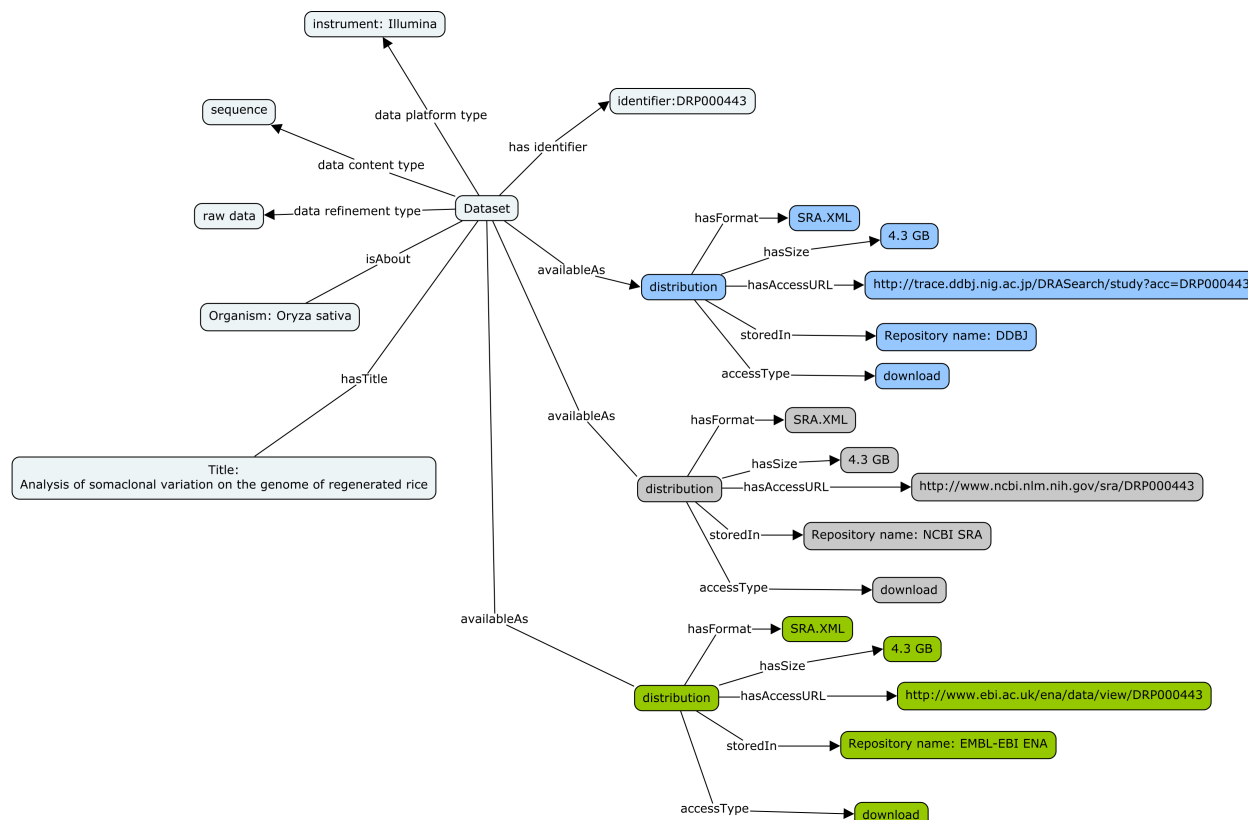 instrument: Illumina
data platform type
identifier:DRP000443
has identifier
sequence
data content type
raw data
data refinement type
Dataset
isAbout
Organism: Oryza sativa
hasTitle
Title:
Analysis of somaclonal variation on the genome of regenerated rice
availableAs
distribution
hasFormat
SRA.XML
hasSize
4.3 GB
hasAccessURL
http://trace.ddbj.nig.ac.jp/DRASearch/study?acc=DRP000443
storedIn
Repository name: DDBJ
accessType
download
availableAs
distribution
hasFormat
SRA.XML
hasSize
4.3 GB
hasAccessURL
http://www.ncbi.nlm.nih.gov/sra/DRP000443
storedIn
Repository name: NCBI SRA
accessType
download
availableAs
distribution
hasFormat
SRA.XML
hasSize
4.3 GB
hasAccessURL
http://www.ebi.ac.uk/ena/data/view/DRP000443
storedIn
Repository name: EMBL-EBI ENA
accessType
download